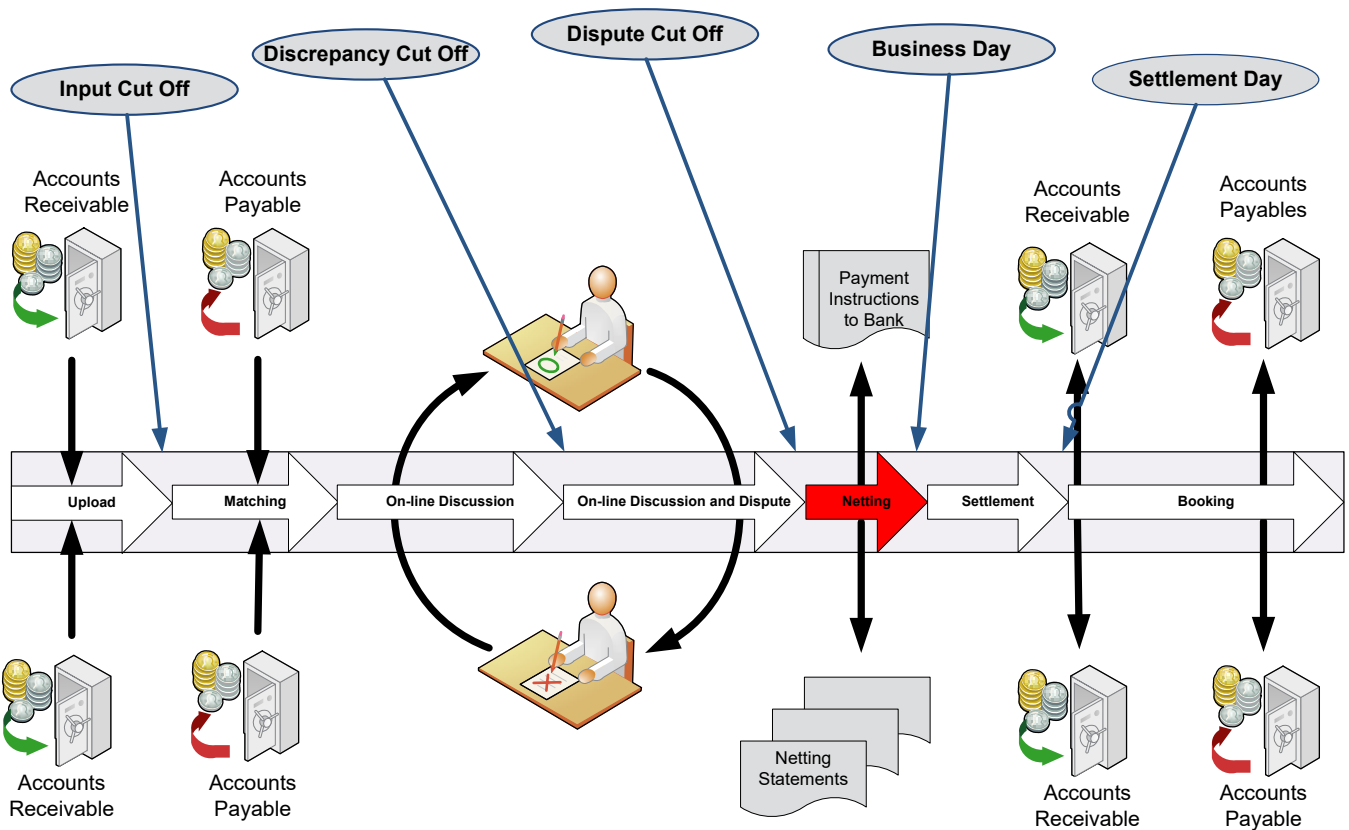 Dispute Cut Off
Business Day
Discrepancy Cut Off
Settlement Day
Input Cut Off
Accounts
Receivable
Accounts
Payable
Accounts
Receivable
Accounts
Payables
Payment
Instructions
to Bank
Upload
Matching
On-line Discussion
On-line Discussion and Dispute
Netting
Settlement
Booking
Netting
Statements
Accounts
Receivable
Accounts
Payable
Accounts
Receivable
Accounts
Payable